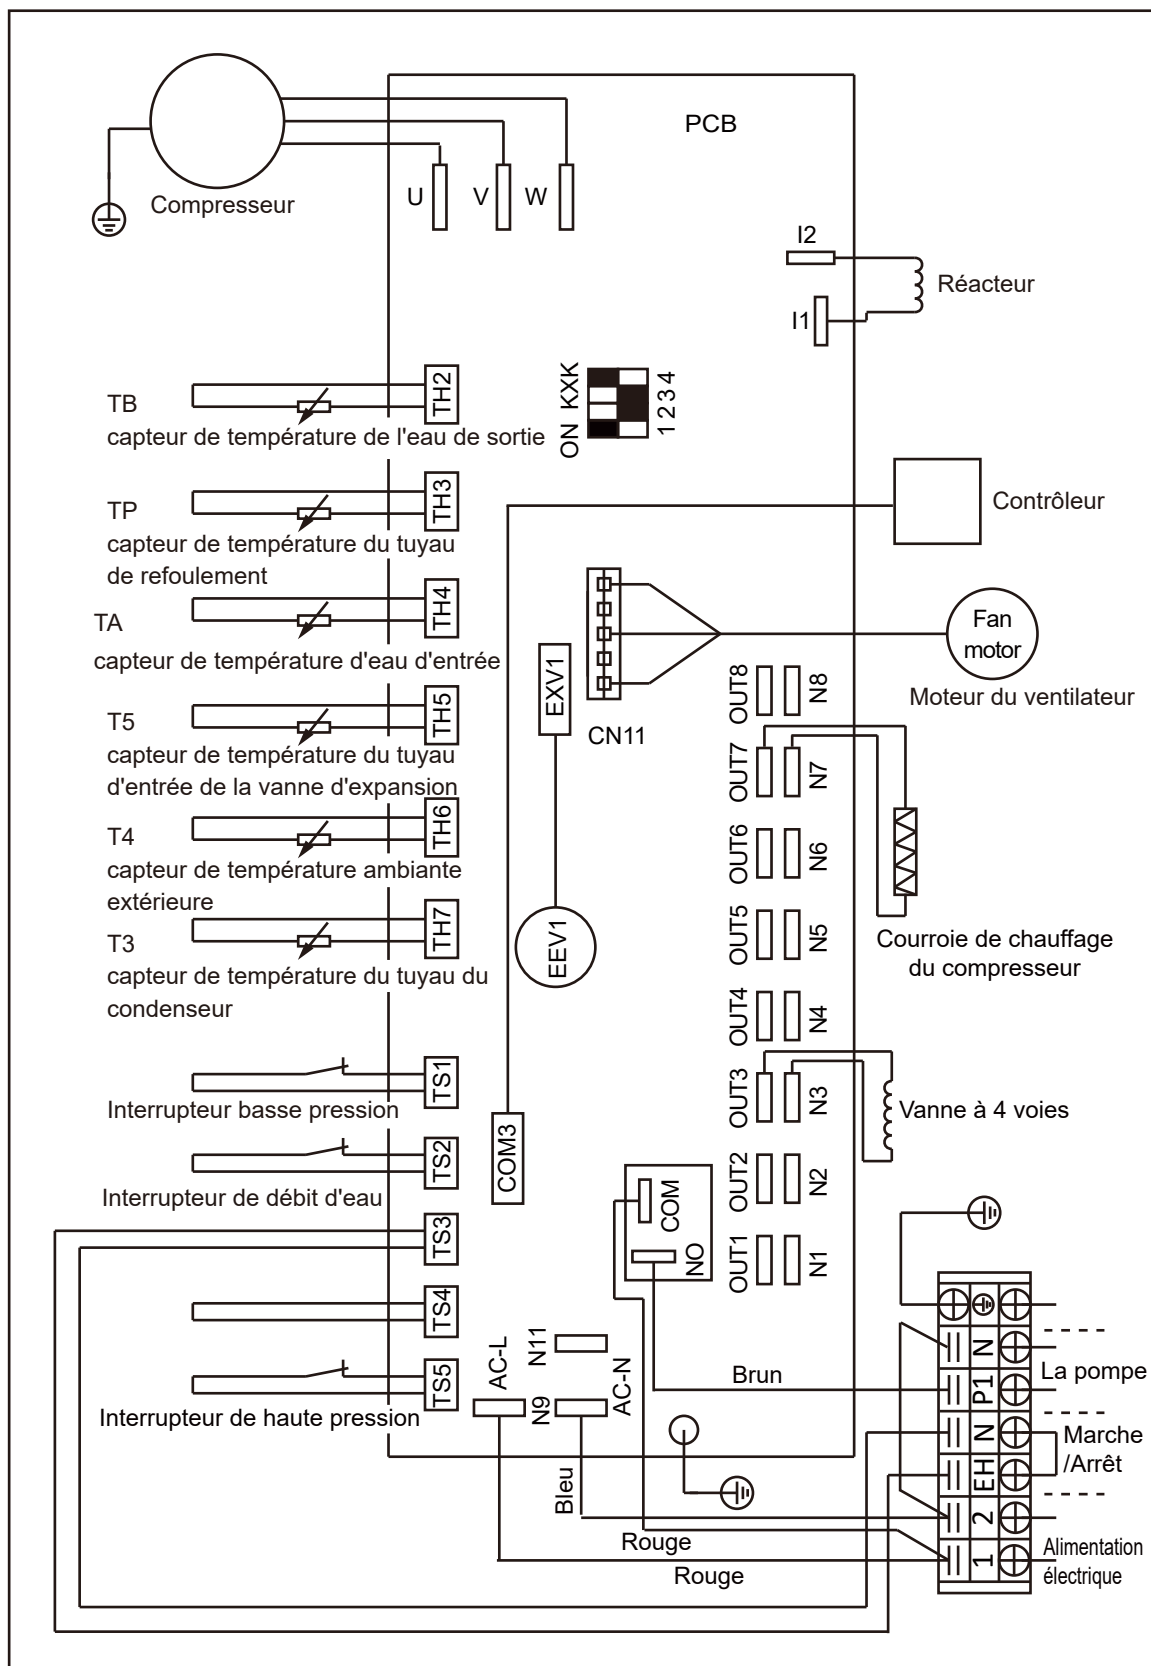 PCB
Compresseur
U
V
W
I2
I1
Réacteur
TB
TH2
capteur de température de l'eau de sortie
ON KXK
1 2 3 4
TP
TH3
capteur de température du tuyau
de refoulement
Contrôleur
TA
TH4
capteur de température d'eau d'entrée
Fan
motor
Moteur du ventilateur
EXV1
CN11
T5
TH5
capteur de température du tuyau
d'entrée de la vanne d'expansion
T4
TH6
capteur de température ambiante
extérieure
T3
TH7
capteur de température du tuyau du
condenseur
EEV1
OUT8
N8
OUT7
N7
OUT6
N6
OUT5
N5
OUT4
N4
OUT3
N3
OUT2
N2
OUT1
N1
Courroie de chauffage
du compresseur
Vanne à 4 voies
TS1
Interrupteur basse pression
TS2
Interrupteur de débit d'eau
COM3
TS3
TS4
TS5
Interrupteur de haute pression
COM
NO
AC-L
N11
N9
AC-N
Brun
Bleu
Rouge
Rouge
N
P1
N
EH
2
1
La pompe
Marche
/Arrêt
Alimentation
électrique